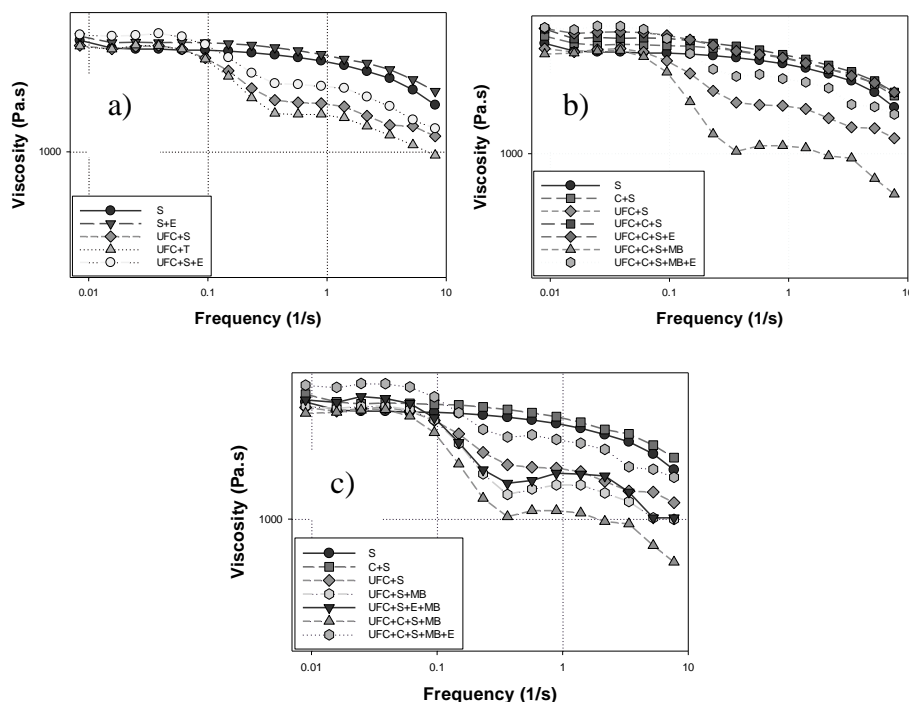 a)
Viscosity (Pa.s)
1000
S
S+E
UFC+S
UFC+T
UFC+S+E
0.01 0.1 1 10
Frequency (1/s)
b)
Viscosity (Pa.s)
1000
S
C+S
UFC+S
UFC+C+S
UFC+C+S+E
UFC+C+S+MB
UFC+C+S+MB+E
0.01 0.1 1 10
Frequency (1/s)
c)
Viscosity (Pa.s)
1000
S
C+S
UFC+S
UFC+S+MB
UFC+S+E+MB
UFC+C+S+MB
UFC+C+S+MB+E
0.01 0.1 1 10
Frequency (1/s)